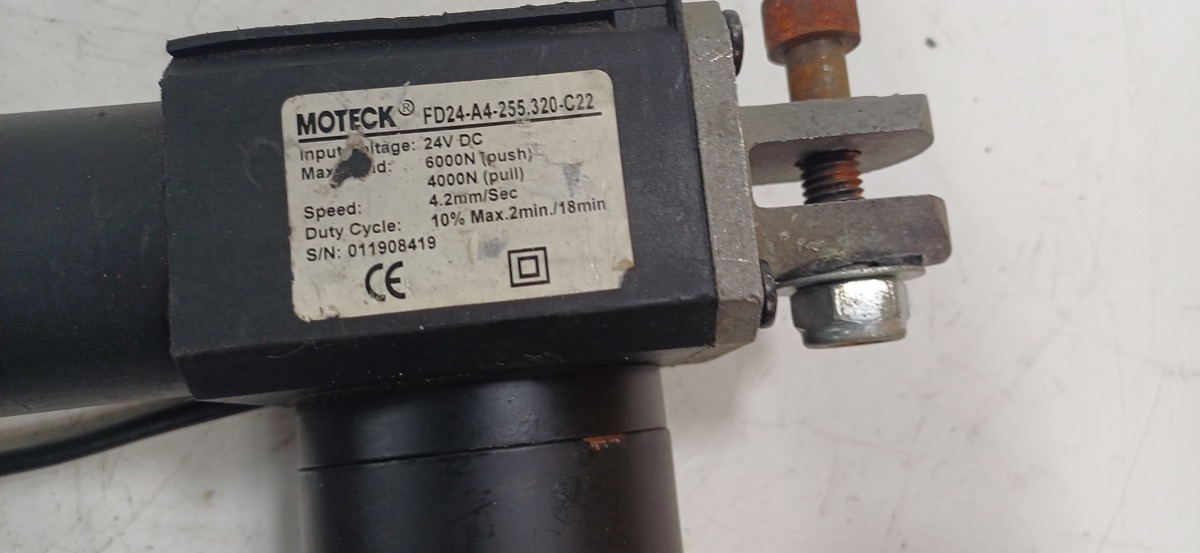 MOTECK® FD24-A4-255.320-C22
Input Voltage: 24V DC
Max. Load: 6000N (push)
4000N (pull)
Speed: 4.2mm/Sec
Duty Cycle: 10% Max.2min./18min
S/N: 011908419
CE